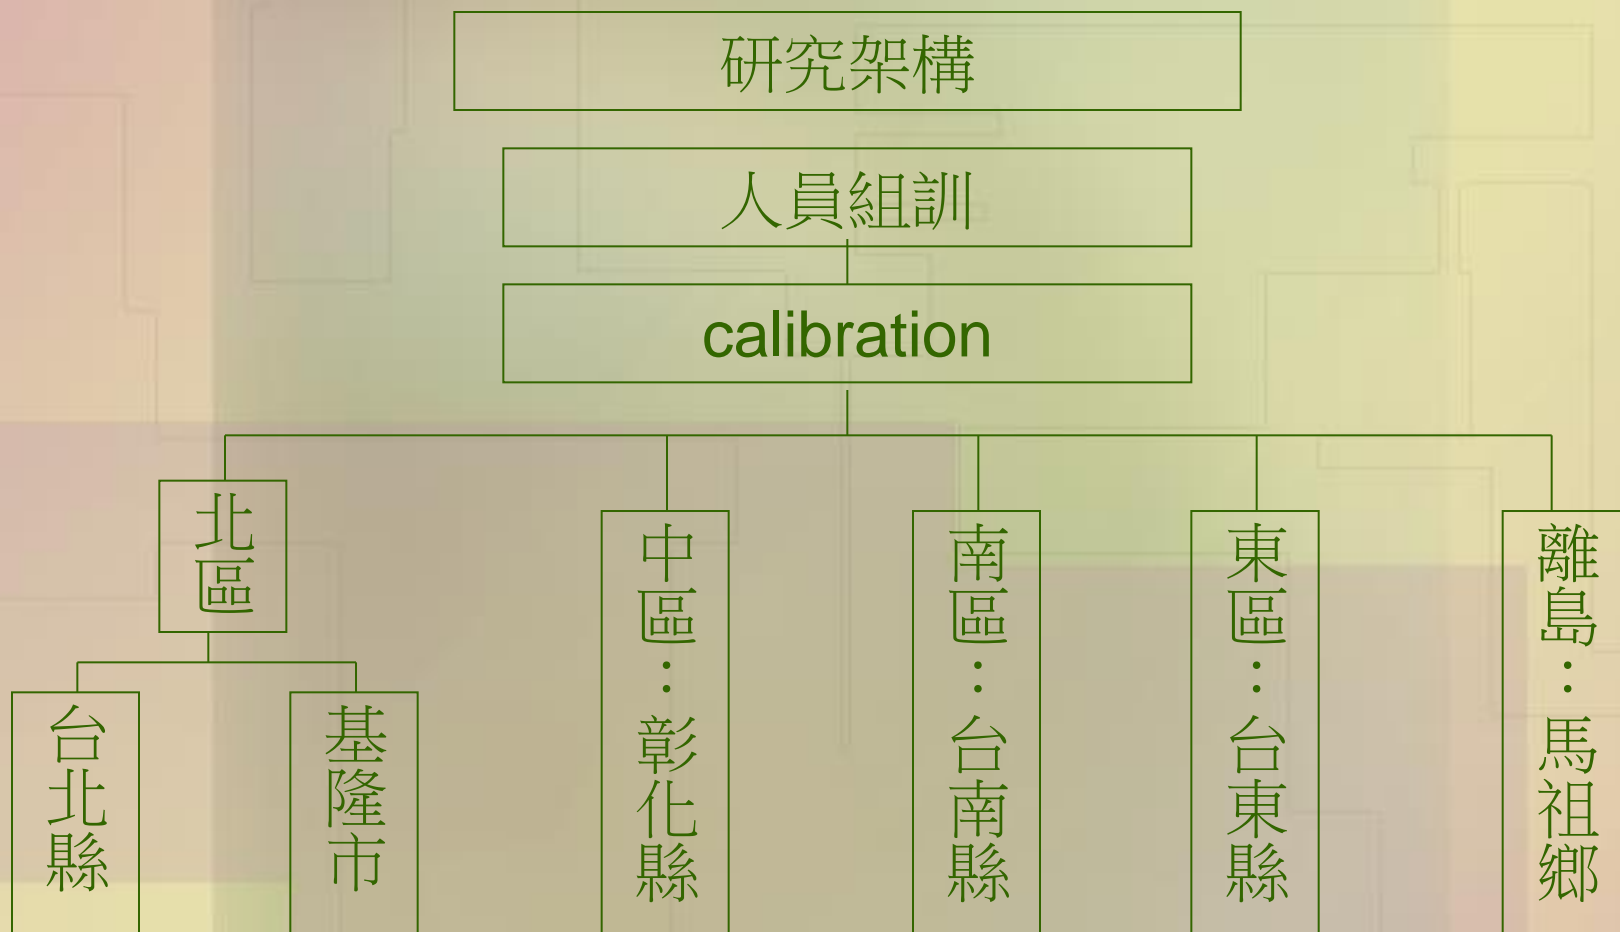 研究架構
人員組訓
calibration
北區
中區：彰化縣
南區：台南縣
東區：台東縣
離島：馬祖鄉
台北縣
基隆市